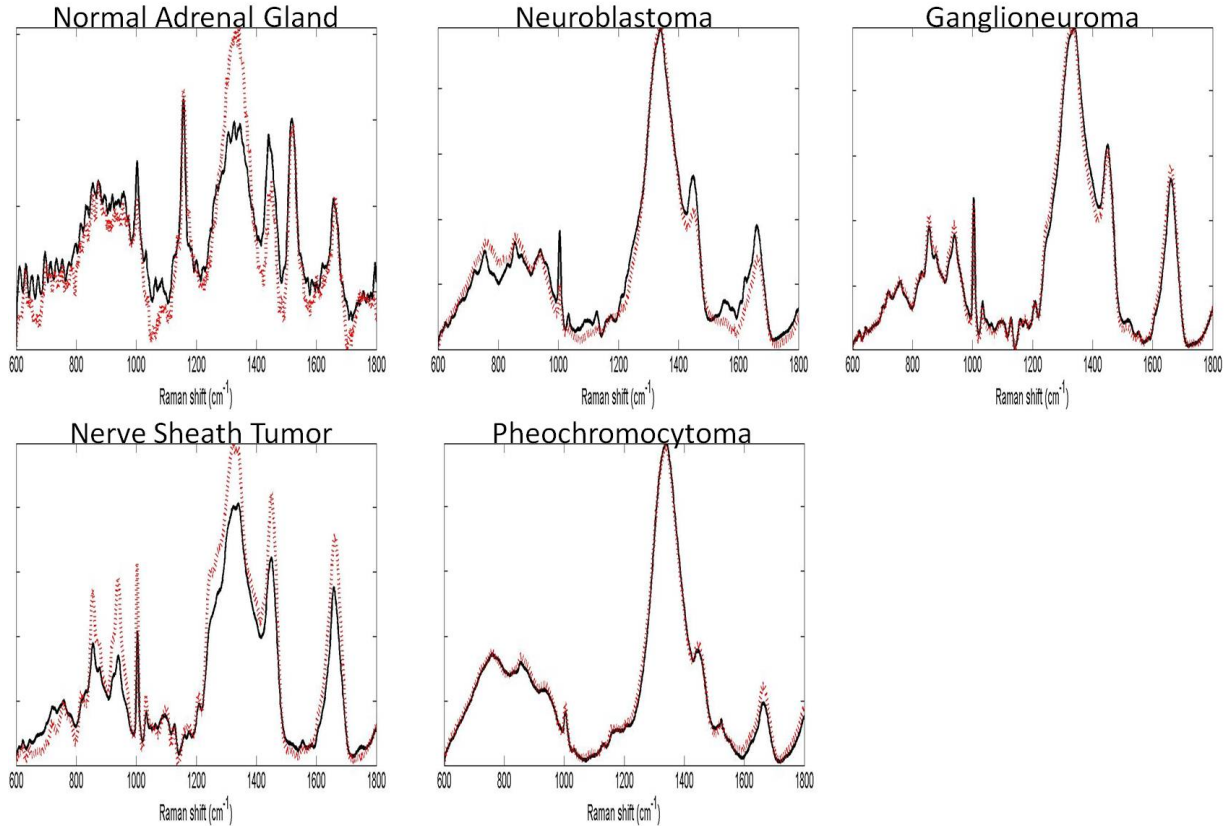 Normal Adrenal Gland
Neuroblastoma
Ganglioneuroma
600 800 1000 1200 1400 1600 1800
600 800 1000 1200 1400 1600 1800
600 800 1000 1200 1400 1600 1800
Raman shift (cm-1)
Raman shift (cm-1)
Raman shift (cm-1)
Nerve Sheath Tumor
Pheochromocytoma
600 800 1000 1200 1400 1600 1800
600 800 1000 1200 1400 1600 1800
Raman shift (cm-1)
Raman shift (cm-1)